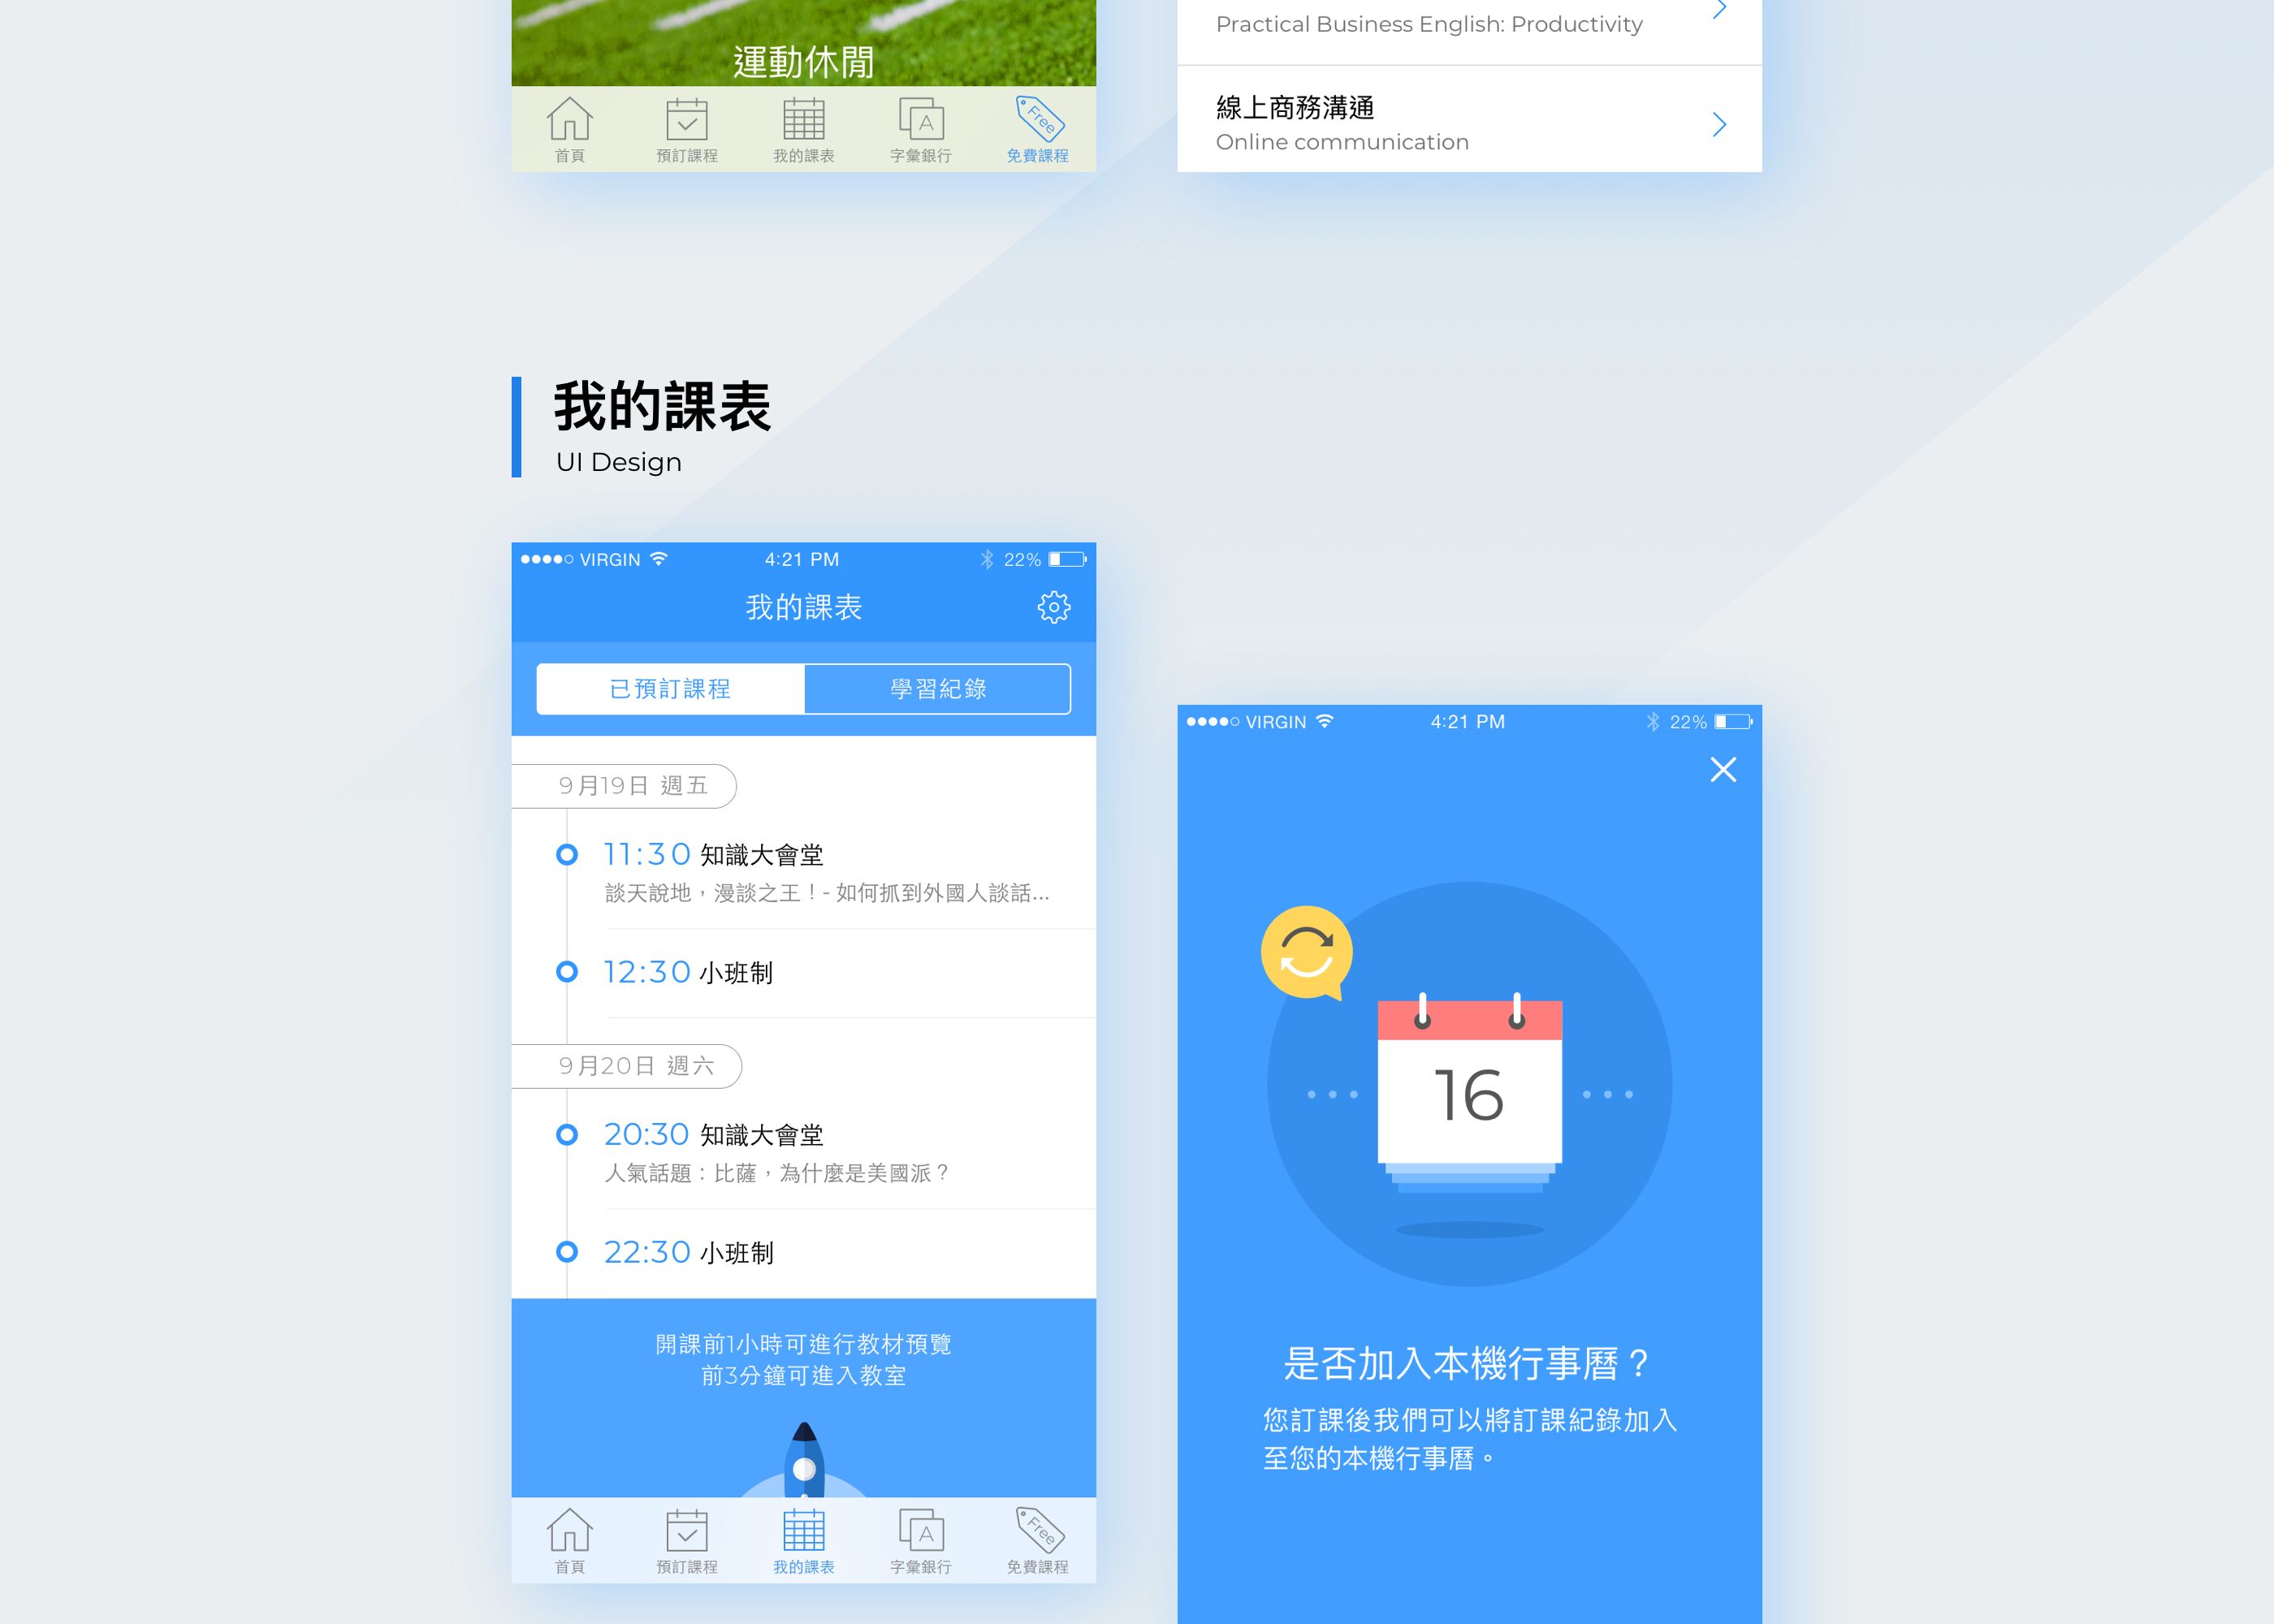 運動休閒
首頁 預訂課程 我的課表 字彙銀行 Free 免費課程
Practical Business English: Productivity
線上商務溝通
Online communication
我的課表
UI Design
VIRGIN 4:21 PM 22%
我的課表
已預訂課程 學習紀錄
9月19日 週五
11:30 知識大會堂
談天說地，漫談之王！- 如何抓到外國人談話...
12:30 小班制
9月20日 週六
20:30 知識大會堂
人氣話題：比薩，為什麼是美國派？
22:30 小班制
開課前1小時可進行教材預覽
前3分鐘可進入教室
A Free
首頁 預訂課程 我的課表 字彙銀行 免費課程
VIRGIN 4:21 PM 22%
16
是否加入本機行事曆？
您訂課後我們可以將訂課紀錄加入
至您的本機行事曆。